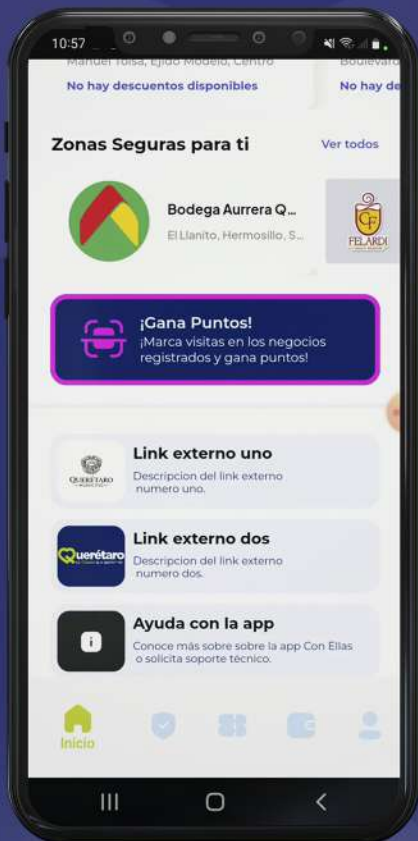 10:57
Manuel Tolsa, Ejido Modelo, Centro
Boulevard
No hay descuentos disponibles
No hay de
Zonas Seguras para ti
Ver todos
Bodega Aurrera Q...
El Llanito, Hermosillo, S...
CF
FELARDI
¡Gana Puntos!
¡Marca visitas en los negocios
registrados y gana puntos!
QUERÉTARO
Link externo uno
Descripcion del link externo
numero uno.
Querétaro
Link externo dos
Descripcion del link externo
numero dos.
Ayuda con la app
Conoce más sobre sobre la app Con Ellas
o solicita soporte técnico.
Inicio